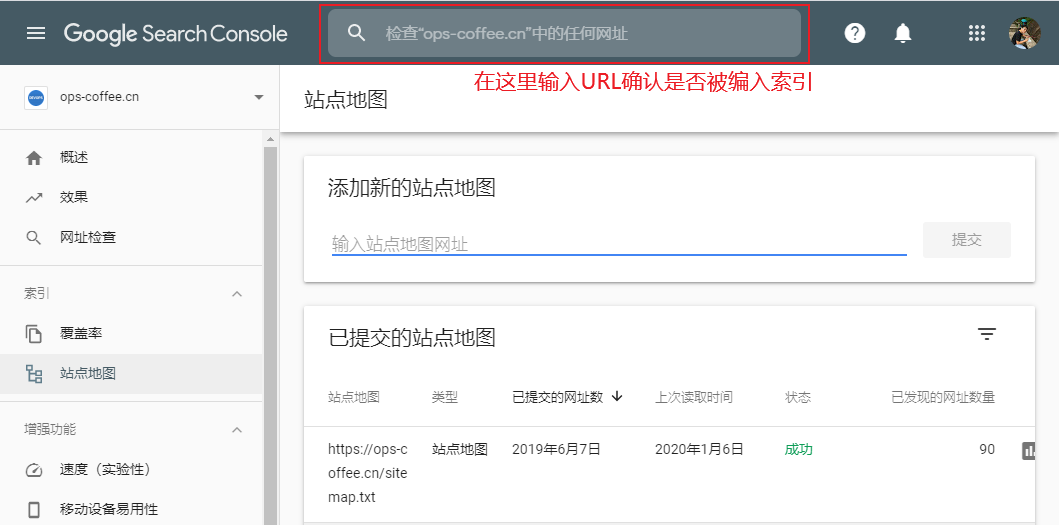 Google Search Console
检查“ops-coffee.cn”中的任何网址
在这里输入URL确认是否被编入索引
ops-coffee.cn
站点地图
概述
效果
网址检查
索引
覆盖率
站点地图
增强功能
速度（实验性）
移动设备易用性
添加新的站点地图
输入站点地图网址
提交
已提交的站点地图
站点地图 类型 已提交的网址数 上次读取时间 状态 已发现的网址数量
https://ops-c 站点地图 2019年6月7日 2020年1月6日 成功 90
offee.cn/site
map.txt